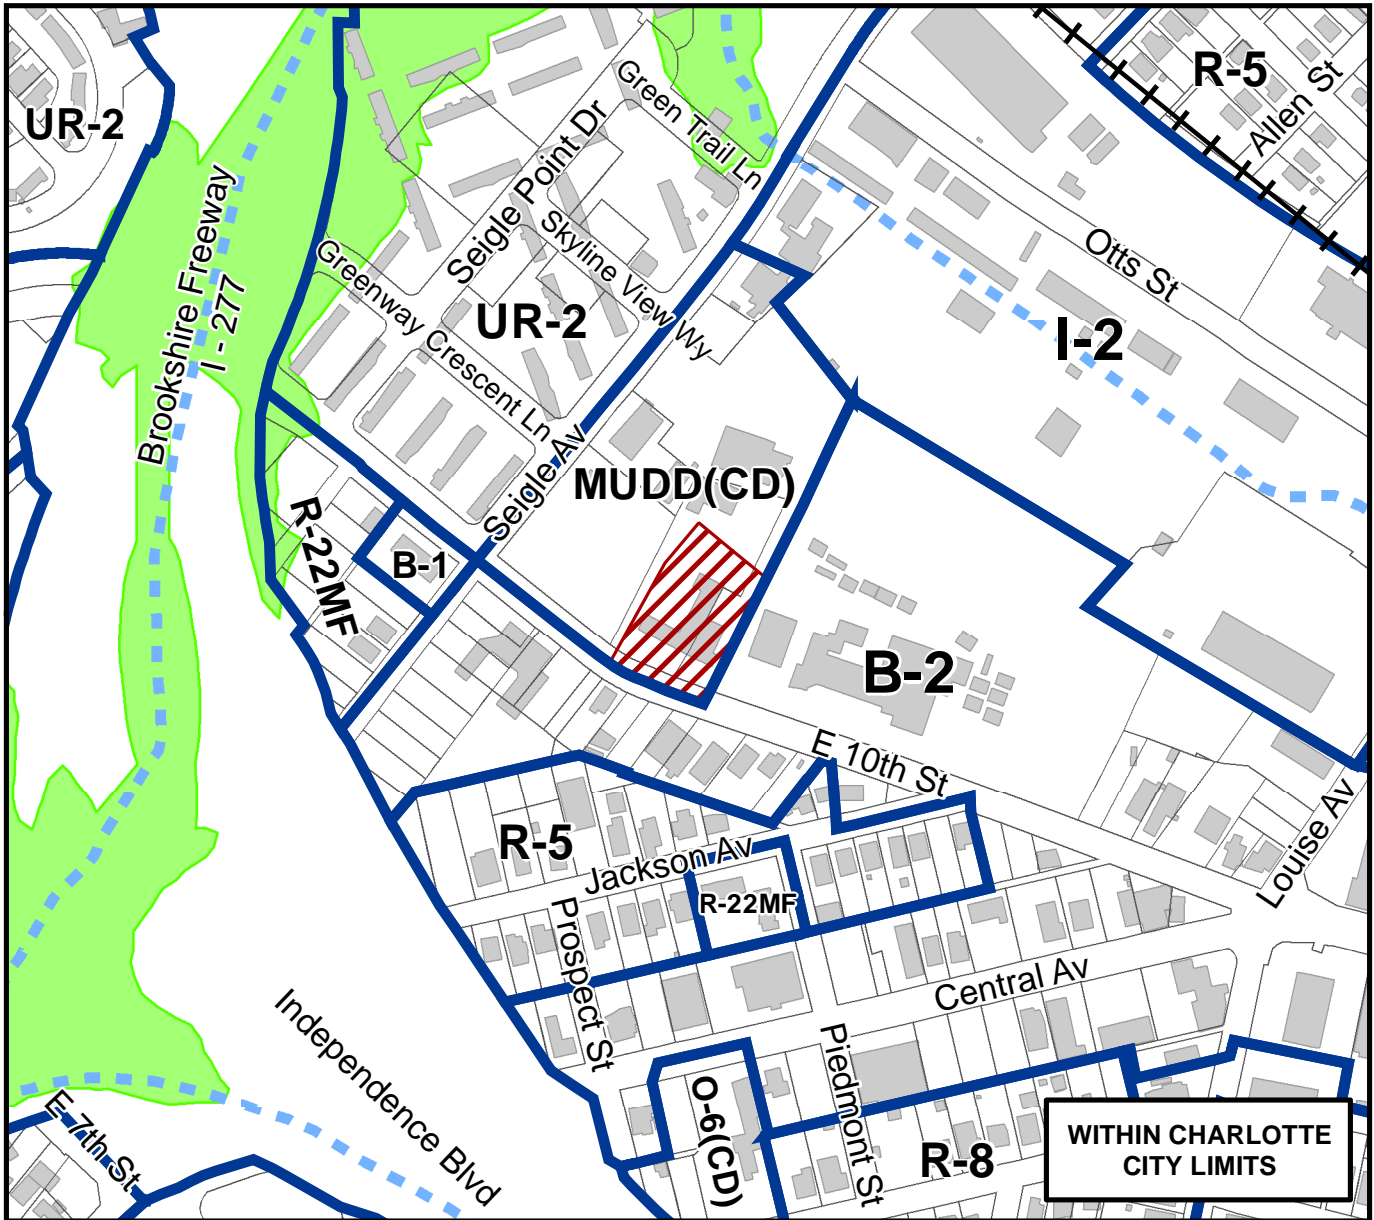 R-5
Allen St
UR-2
Green Trail Ln
Seigle Point Dr
Skyline View Wy
Otts St
Brookshire Freeway
I - 277
Greenway Crescent Ln
UR-2
I-2
Seigle Av
MUDD(CD)
R-22MF
B-1
B-2
E 10th St
Louise Av
R-5
Jackson Av
R-22MF
Prospect St
Central Av
Independence Blvd
Piedmont St
O-6(CD)
E 7th St
R-8
WITHIN CHARLOTTE
CITY LIMITS